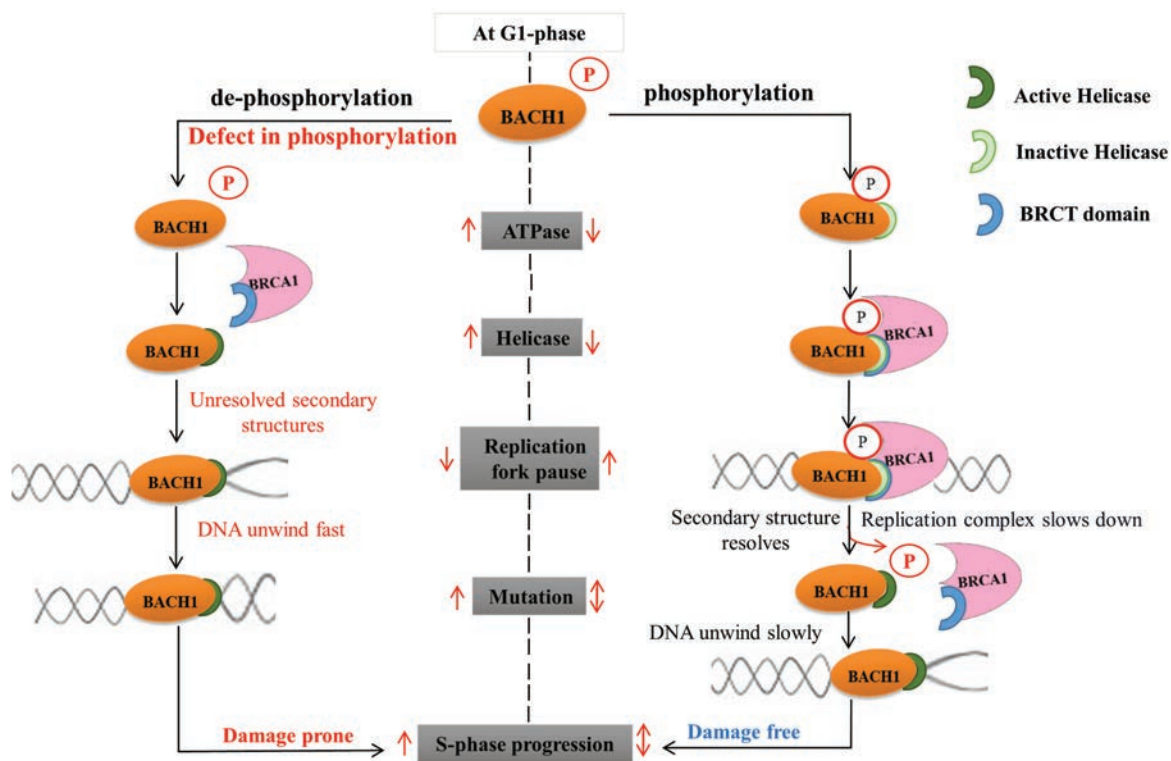 At G1-phase
P
BACH1
de-phosphorylation
Defect in phosphorylation
phosphorylation
Active Helicase
Inactive Helicase
BRCT domain
P
BACH1
BRCA1
BACH1
Unresolved secondary
structures
BACH1
DNA unwind fast
BACH1
Damage prone
ATPase
Helicase
Replication
fork pause
Mutation
S-phase progression
P
BACH1
P
BRCA1
BACH1
P
BRCA1
BACH1
Secondary structure
resolves
Replication complex slows down
P
BACH1
BRCA1
DNA unwind slowly
BACH1
Damage free